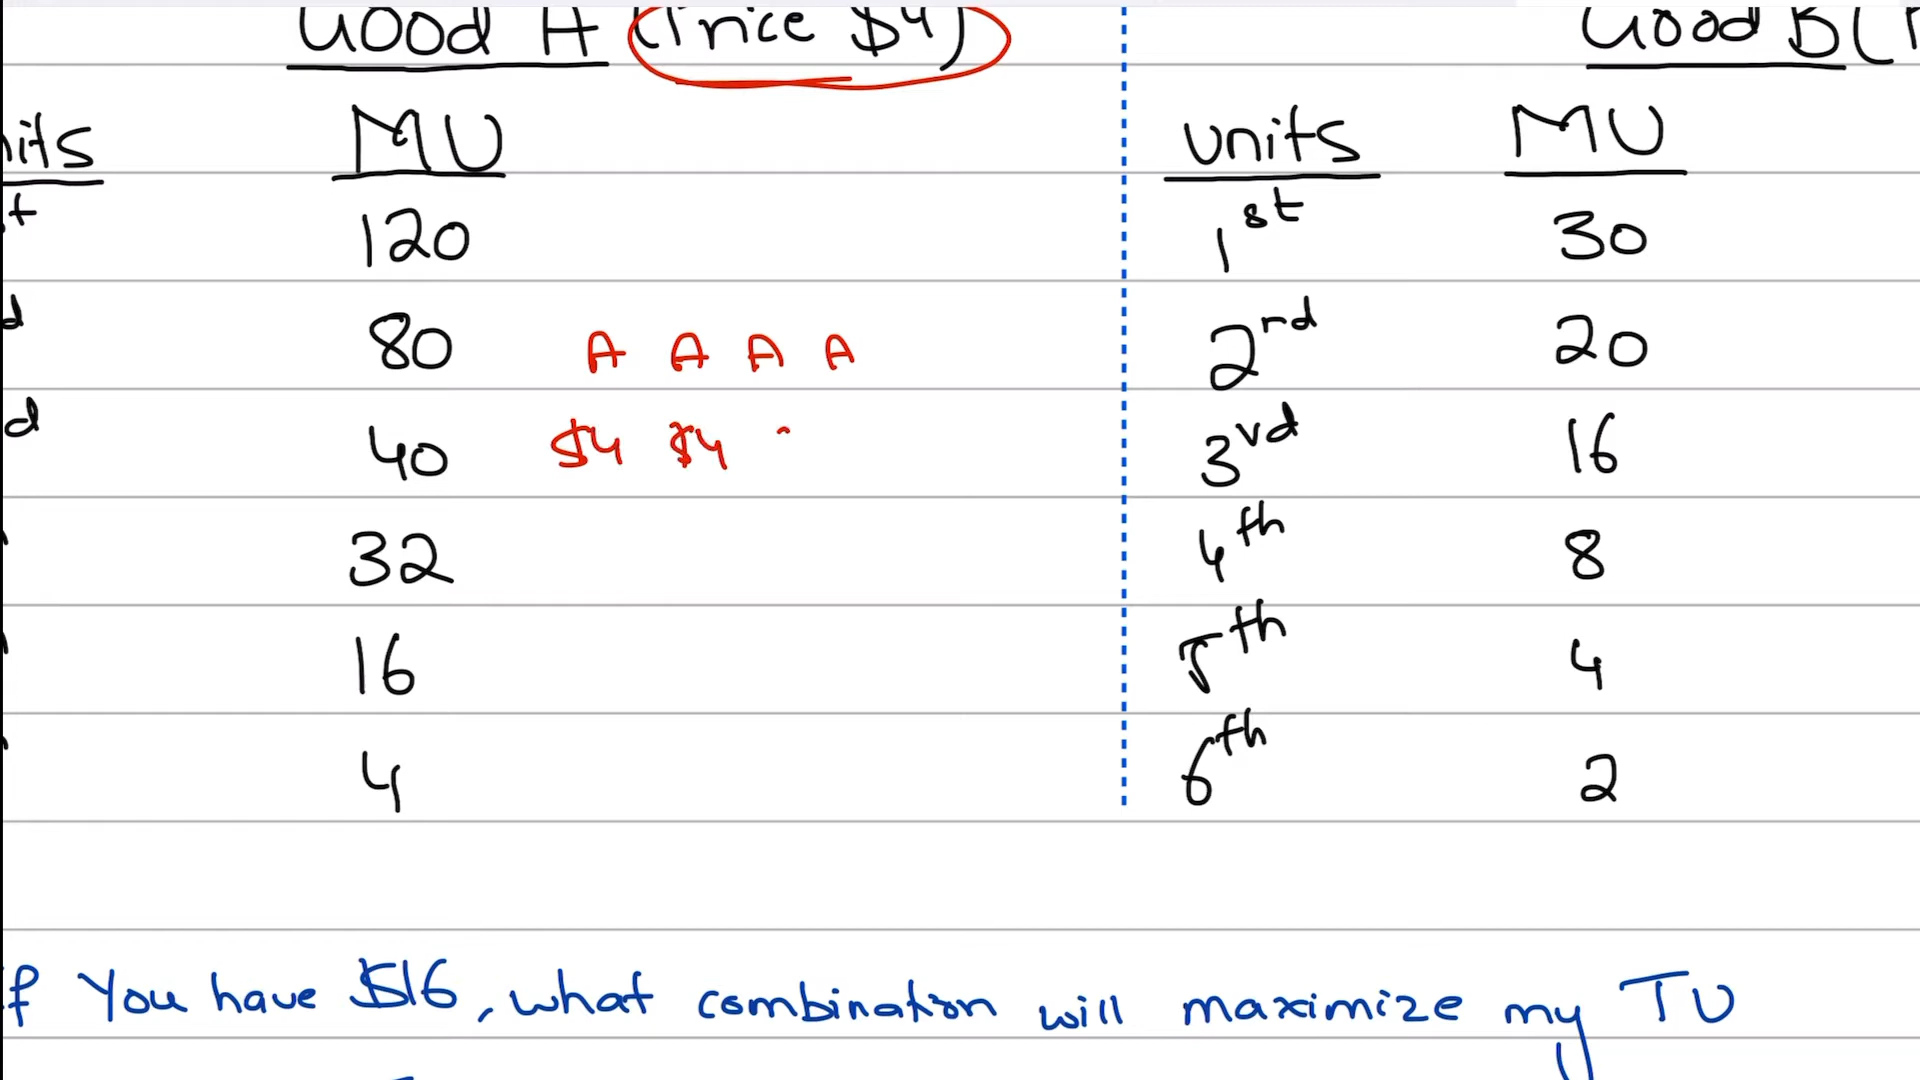 Good A (Price $4) Good B (
MU units MU
120 1st 30
80 A A A A 2nd 20
40 $4 $4 3rd 16
32 4th 8
16 5th 4
4 6th 2
If You have $16, what combination will maximize my TU